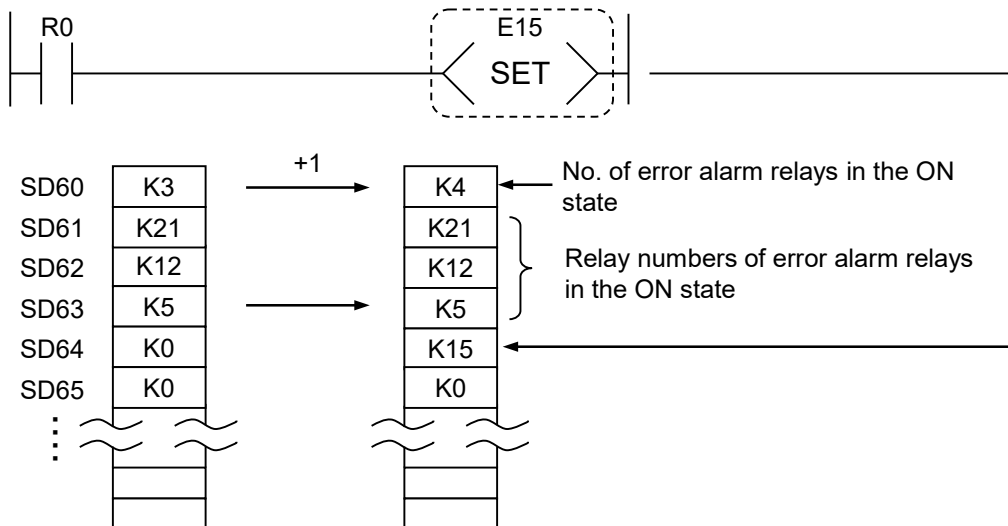 R0
E15
SET
+1
SD60 K3 K4 No. of error alarm relays in the ON
state
SD61 K21 K21
SD62 K12 K12 Relay numbers of error alarm relays
in the ON state
SD63 K5 K5
SD64 K0 K15
SD65 K0 K0